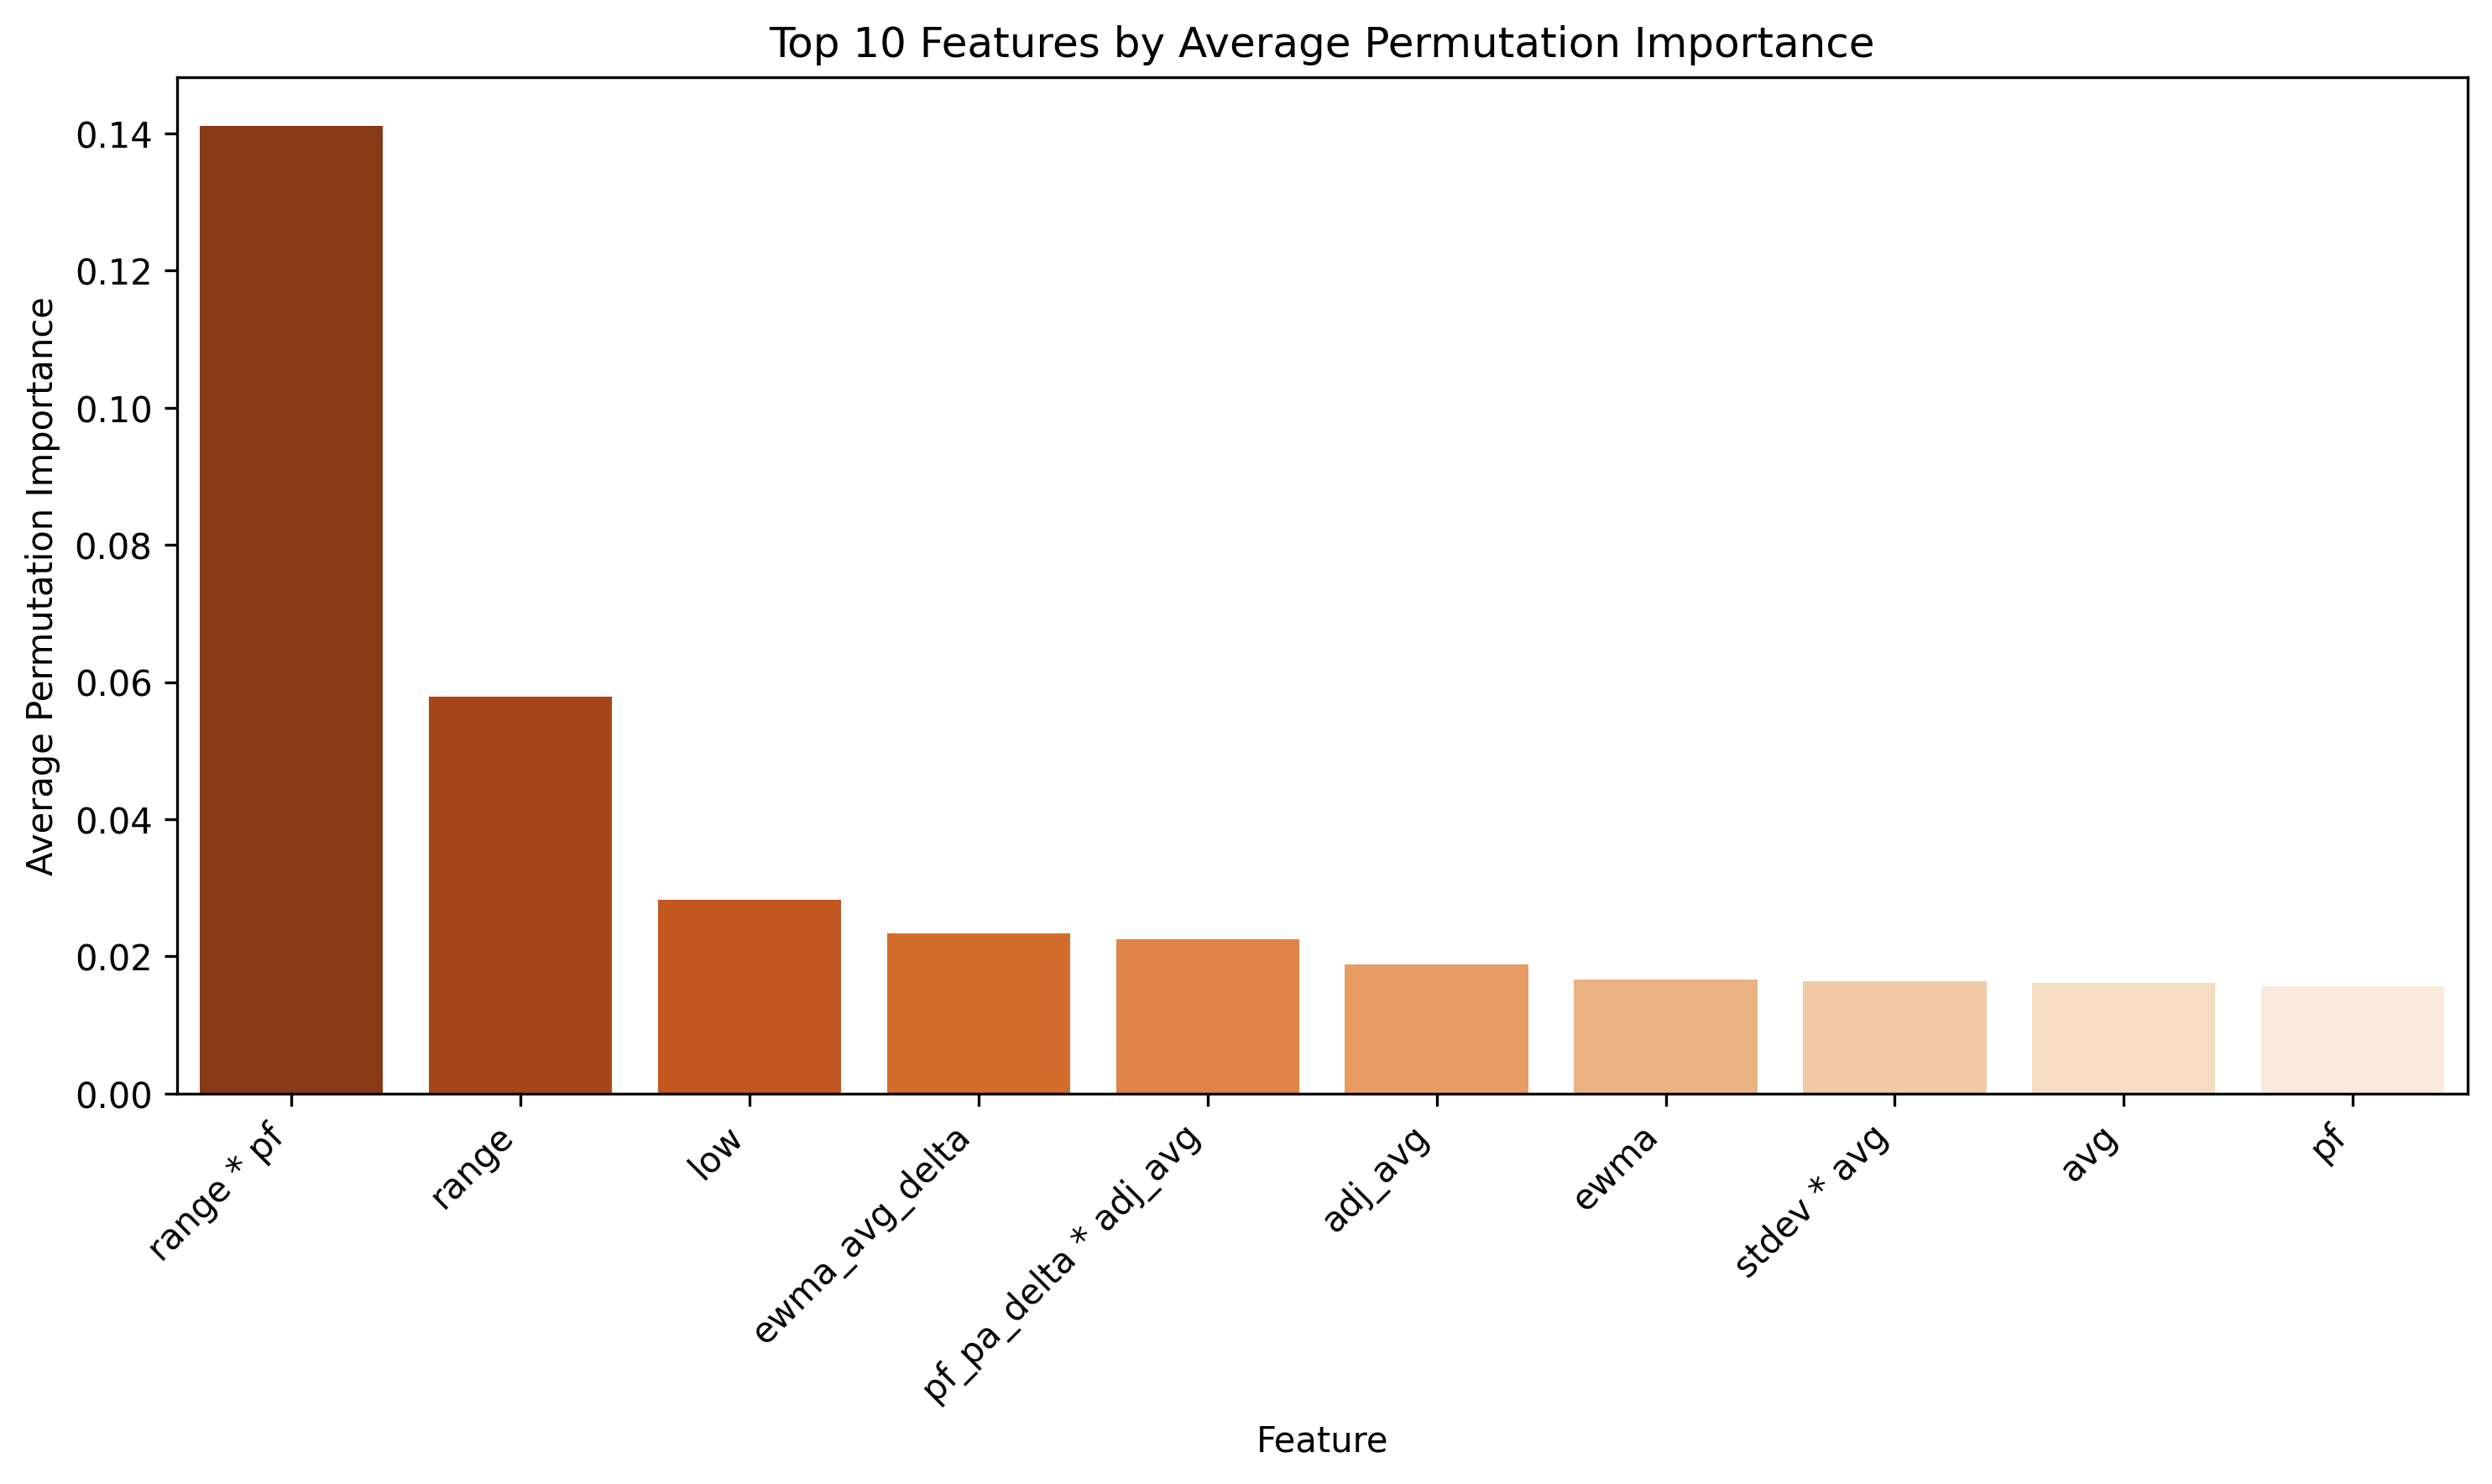 Top 10 Features by Average Permutation Importance
Average Permutation Importance
0.14
0.12
0.10
0.08
0.06
0.04
0.02
0.00
range * pf
range
low
ewma_avg_delta
pf_pa_delta * adj_avg
adj_avg
ewma
stdev * avg
avg
pf
Feature